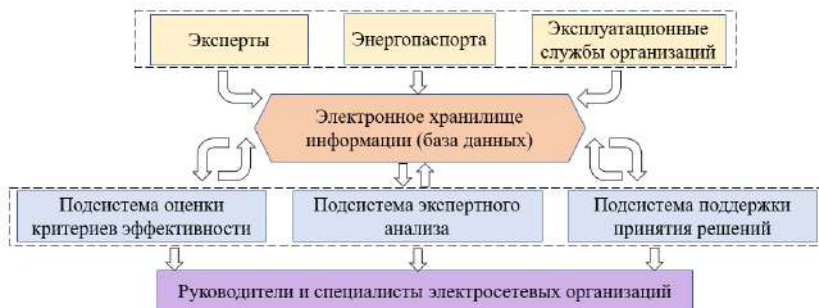 Эксперты
Энергопаспорта
Эксплуатационные
службы организаций
Электронное хранилище
информации (база данных)
Подсистема оценки
критериев эффективности
Подсистема экспертного
анализа
Подсистема поддержки
принятия решений
Руководители и специалисты электросетевых организаций